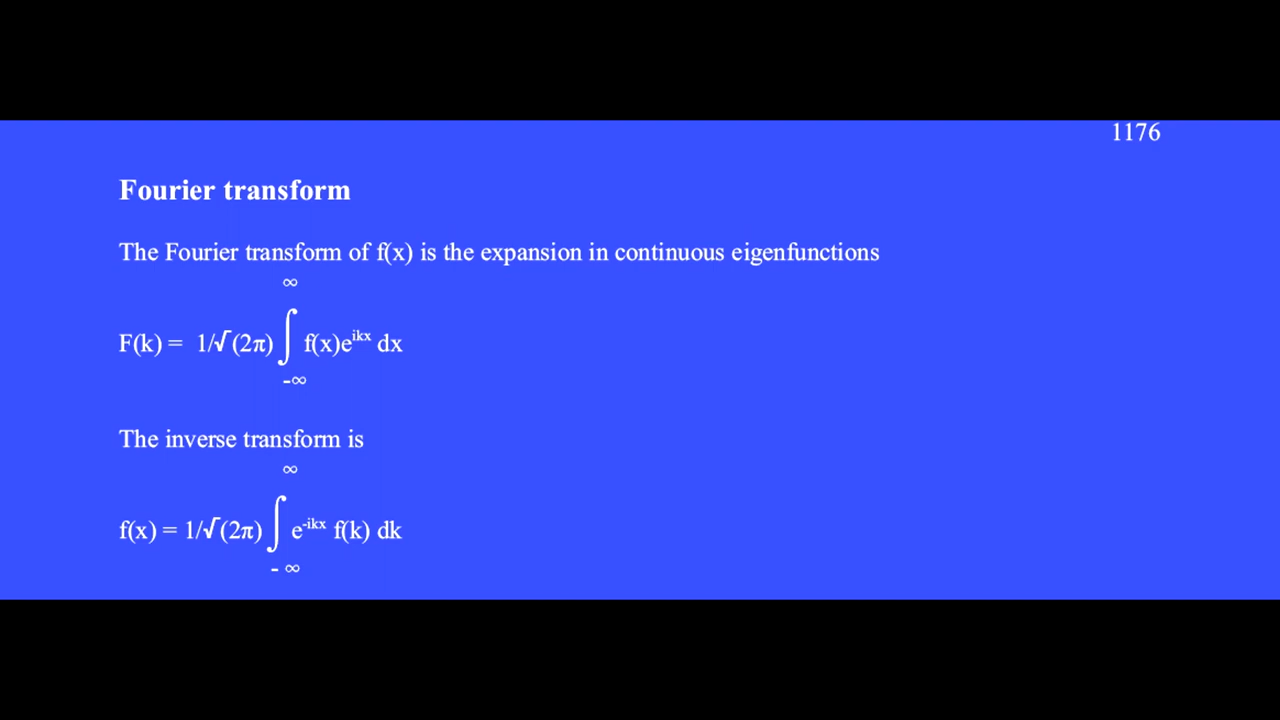 1176
Fourier transform
The Fourier transform of f(x) is the expansion in continuous eigenfunctions
∞
F(k) = 1/√(2π) ∫ f(x)eⁱᵏˣ dx
-∞
The inverse transform is
∞
f(x) = 1/√(2π) ∫ e⁻ⁱᵏˣ f(k) dk
- ∞